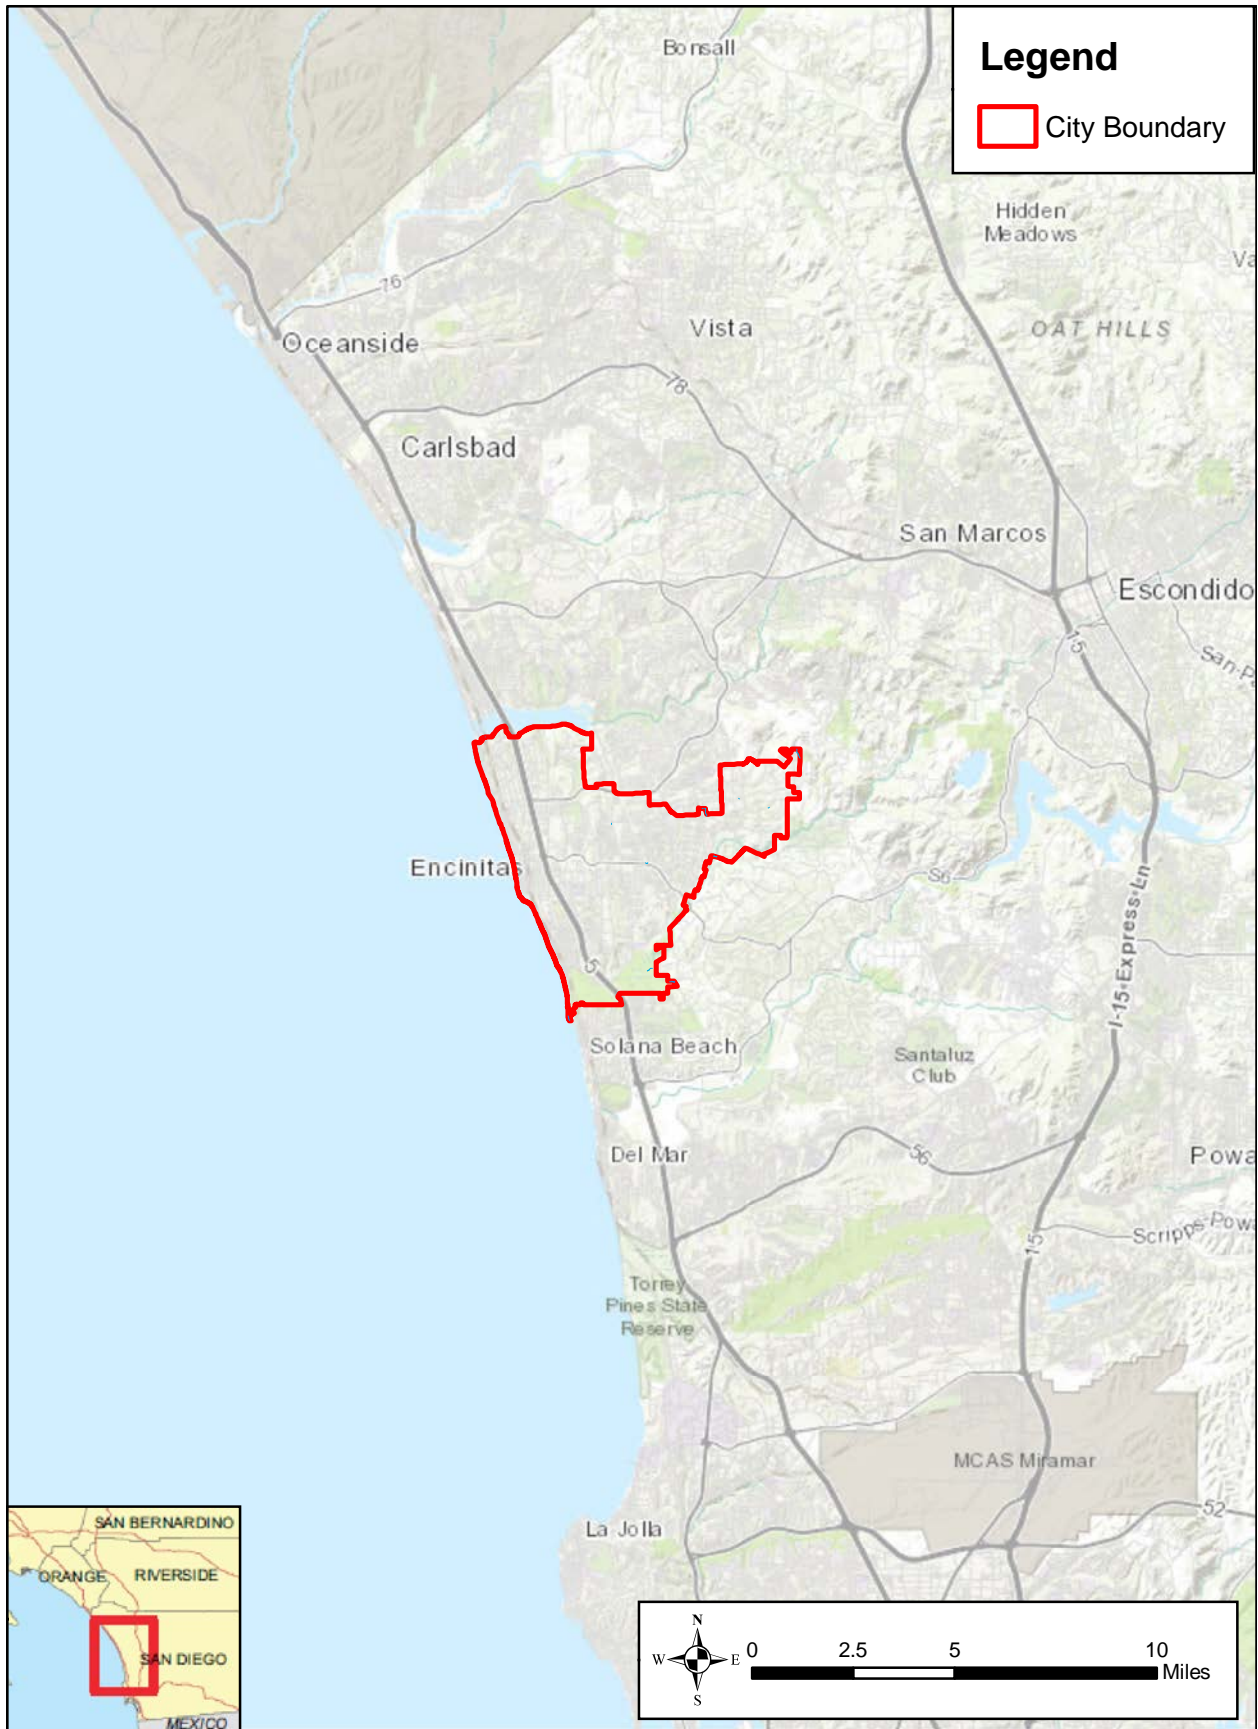 Legend
City Boundary
Bonsall
Hidden
Meadows
Va
76
Oceanside
Vista
OAT HILLS
78
Carlsbad
San Marcos
Escondido
15
San-P
Encinitas
S6
I-15-Express-Ln
5
Solana Beach
Santaluz
Club
Del Mar
56
Powa
Scripps-Powa
15
Torrey
Pines State
Reserve
MCAS Miramar
52
La Jolla
SAN BERNARDINO
ORANGE
RIVERSIDE
SAN DIEGO
MEXICO
N
W
E
S
0
2.5
5
10
Miles